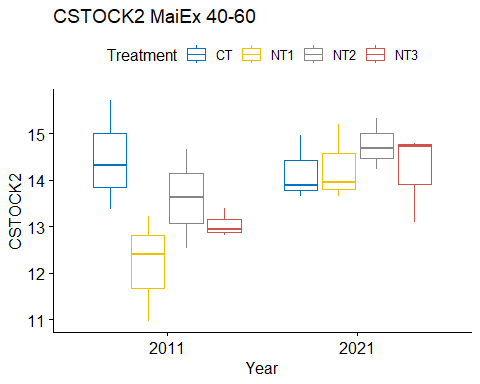 CSTOCK2 MaiEx 40-60
Treatment CT NT1 NT2 NT3
CSTOCK2
15
14
13
12
11
2011 2021
Year